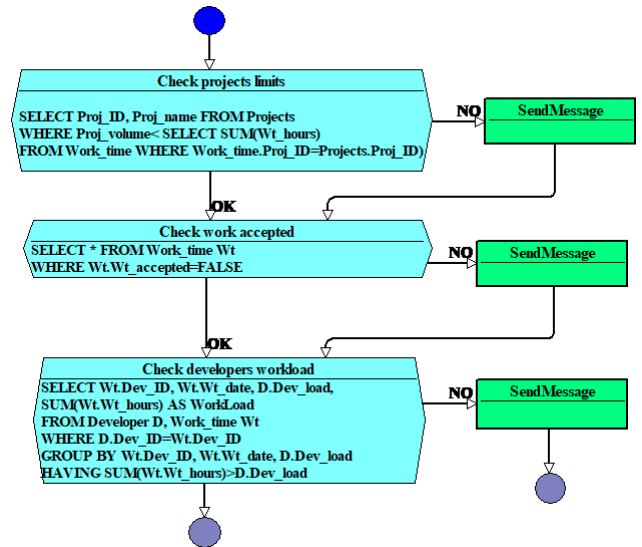 Check projects limits
SELECT Proj_ID, Proj_name FROM Projects
WHERE Proj_volume< SELECT SUM(Wt_hours)
FROM Work_time WHERE Work_time.Proj_ID=Projects.Proj_ID)
NO
SendMessage
OK
Check work accepted
SELECT * FROM Work_time Wt
WHERE Wt.Wt_accepted=FALSE
NO
SendMessage
OK
Check developers workload
SELECT Wt.Dev_ID, Wt.Wt_date, D.Dev_load,
SUM(Wt.Wt_hours) AS WorkLoad
FROM Developer D, Work_time Wt
WHERE D.Dev_ID=Wt.Dev_ID
GROUP BY Wt.Dev_ID, Wt.Wt_date, D.Dev_load
HAVING SUM(Wt.Wt_hours)>D.Dev_load
NO
SendMessage